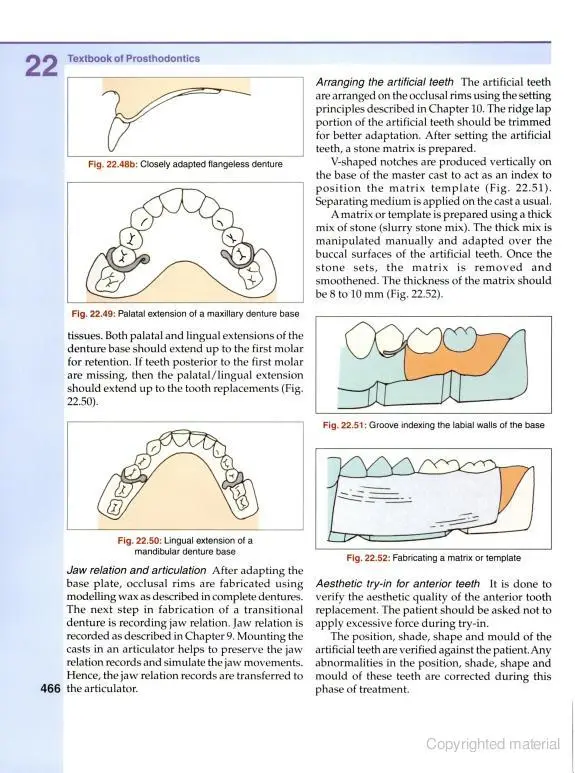 22
Textbook of Prosthodontics
Fig. 22.48b: Closely adapted flangeless denture
Fig. 22.49: Palatal extension of a maxillary denture base
tissues. Both palatal and lingual extensions of the
denture base should extend up to the first molar
for retention. If teeth posterior to the first molar
are missing, then the palatal/lingual extension
should extend up to the tooth replacements (Fig.
22.50).
Fig. 22.50: Lingual extension of a
mandibular denture base
Jaw relation and articulation After adapting the
base plate, occlusal rims are fabricated using
modelling wax as described in complete dentures.
The next step in fabrication of a transitional
denture is recording jaw relation. Jaw relation is
recorded as described in Chapter 9. Mounting the
casts in an articulator helps to preserve the jaw
relation records and simulate the jaw movements.
Hence, the jaw relation records are transferred to
466 the articulator.
Arranging the artificial teeth The artificial teeth
are arranged on the occlusal rims using the setting
principles described in Chapter 10. The ridge lap
portion of the artificial teeth should be trimmed
for better adaptation. After setting the artificial
teeth, a stone matrix is prepared.
V-shaped notches are produced vertically on
the base of the master cast to act as an index to
position the matrix template (Fig. 22.51).
Separating medium is applied on the cast a usual.
A matrix or template is prepared using a thick
mix of stone (slurry stone mix). The thick mix is
manipulated manually and adapted over the
buccal surfaces of the artificial teeth. Once the
stone sets, the matrix is removed and
smoothened. The thickness of the matrix should
be 8 to 10 mm (Fig. 22.52).
Fig. 22.51: Groove indexing the labial walls of the base
Fig. 22.52: Fabricating a matrix or template
Aesthetic try-in for anterior teeth It is done to
verify the aesthetic quality of the anterior tooth
replacement. The patient should be asked not to
apply excessive force during try-in.
The position, shade, shape and mould of the
artificial teeth are verified against the patient. Any
abnormalities in the position, shade, shape and
mould of these teeth are corrected during this
phase of treatment.
Copyrighted material